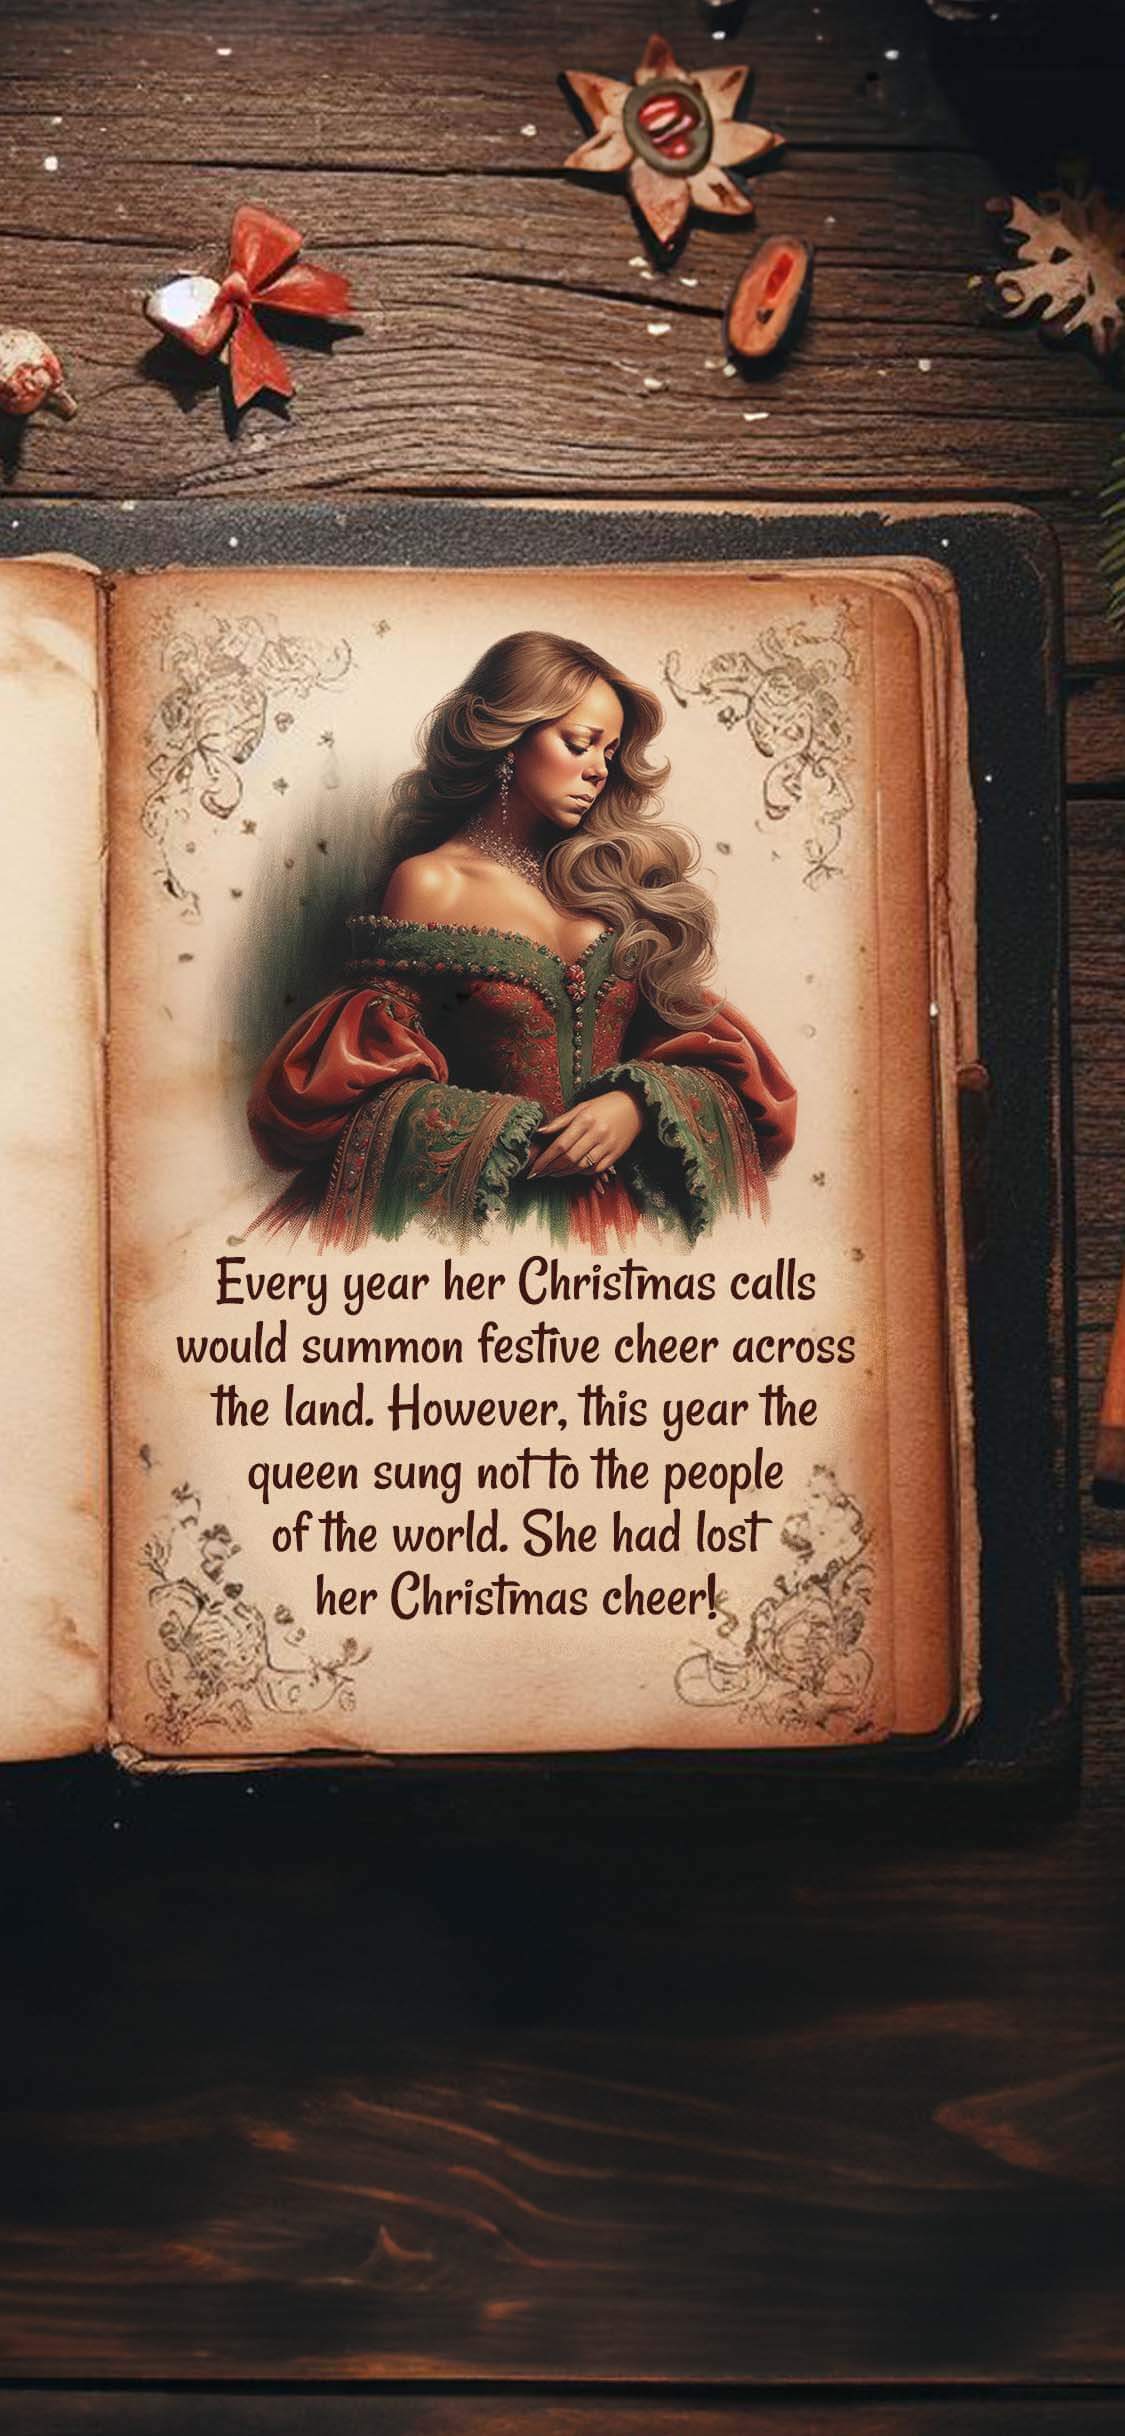 Every year her Christmas calls
would summon festive cheer across
the land. However, this year the
queen sung not to the people
of the world. She had lost
her Christmas cheer!